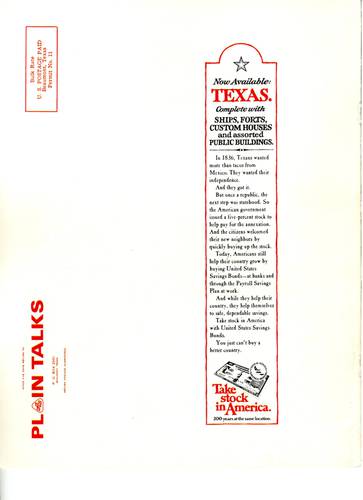 Bulk Rate
U. S. POSTAGE PAID
Beaumont, Texas
Permit No. 11
Now Available:
TEXAS.
Complete with
SHIPS, FORTS,
CUSTOM HOUSES
and assorted
PUBLIC BUILDINGS.
In 1836, Texans wanted
more than tacos from
Mexico. They wanted their
independence.
And they got it.
But once a republic, the
next step was statehood. So
the American government
issued a five-percent stock to
help pay for the annexation.
And the citizens welcomed
their new neighbors by
quickly buying up the stock.
Today, Americans still
help their country grow by
buying United States
Savings Bonds—at banks and
through the Payroll Savings
Plan at work.
And while they help their
country, they help themselves
to safe, dependable savings.
Take stock in America
with United States Savings
Bonds.
You just can't buy a
better country.
Take
stock
in America.
200 years at the same location.
PLAIN TALKS